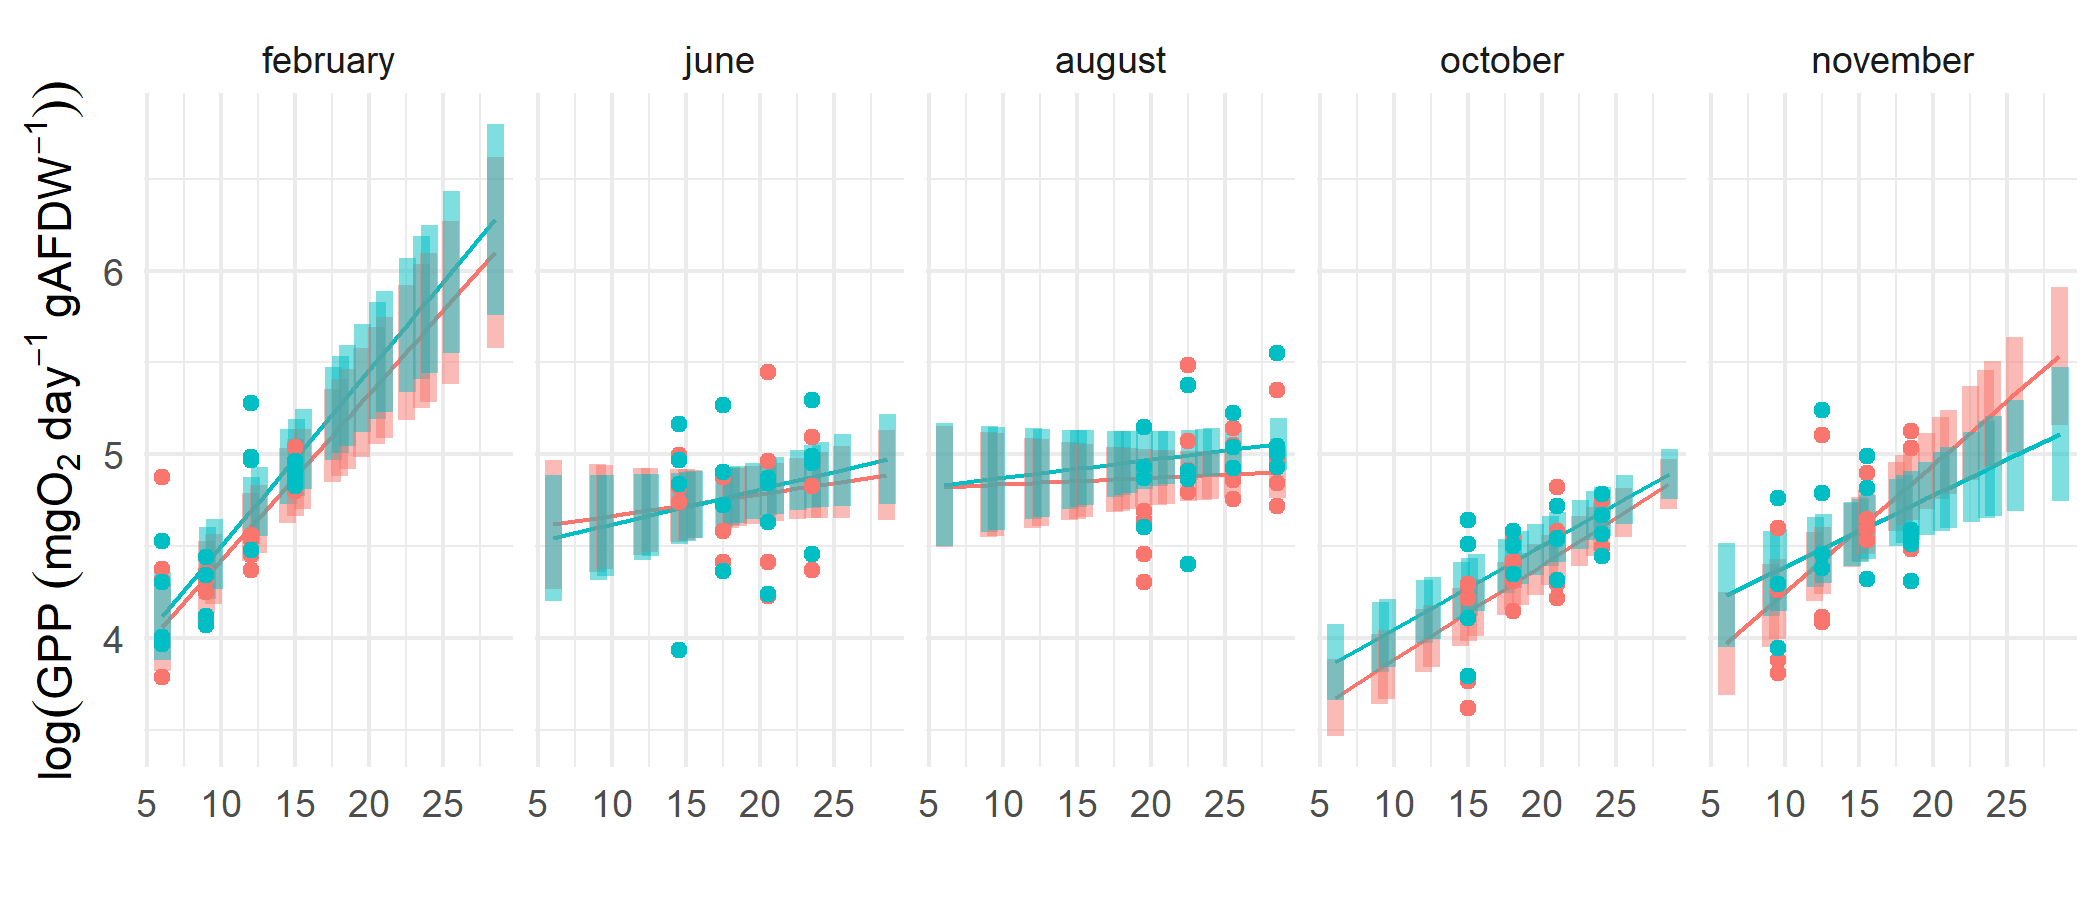 february june august october november
log(GPP (mgO₂ day⁻¹ gAFDW⁻¹))
6
5
4
5 10 15 20 25 5 10 15 20 25 5 10 15 20 25 5 10 15 20 25 5 10 15 20 25